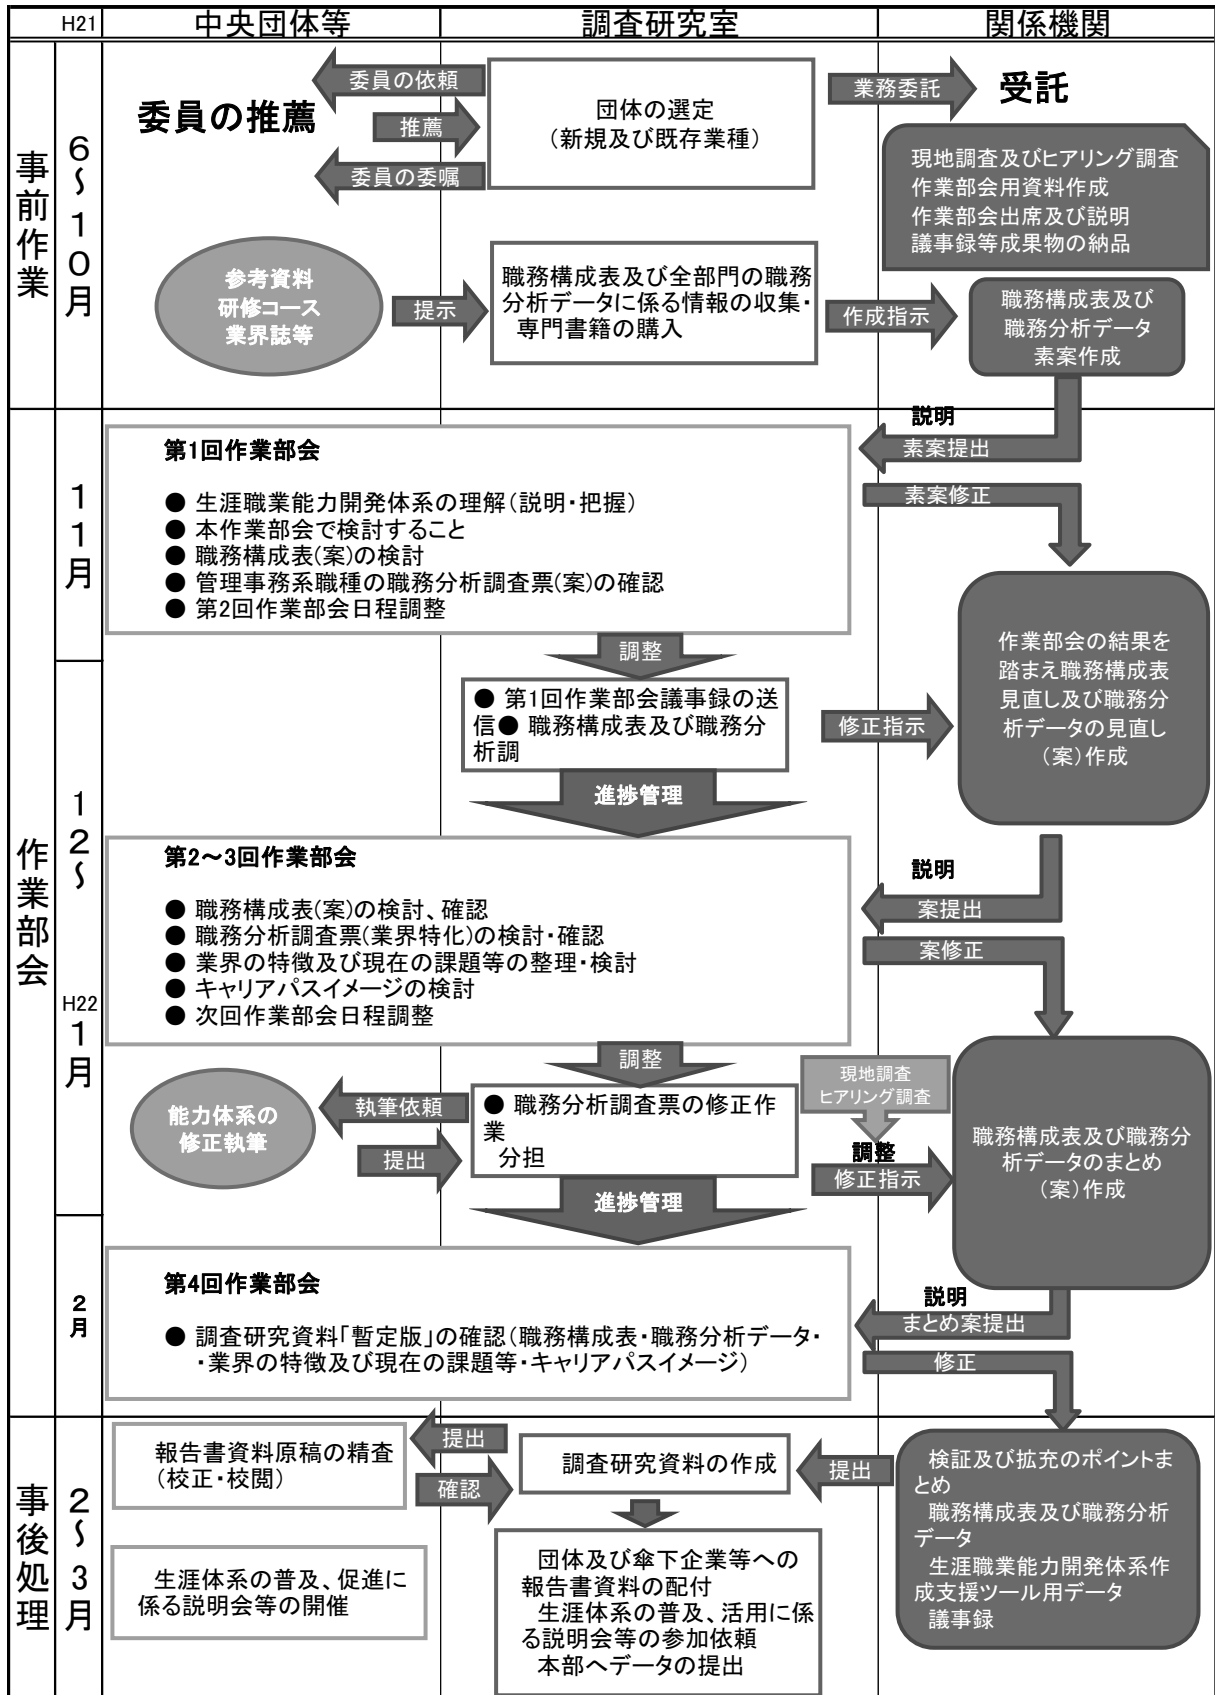 H21
中央団体等
調査研究室
関係機関
事前作業
6〜10月
委員の推薦
委員の依頼
推薦
委員の委嘱
団体の選定
（新規及び既存業種）
業務委託
受託
現地調査及びヒアリング調査
作業部会用資料作成
作業部会出席及び説明
議事録等成果物の納品
参考資料
研修コース
業界誌等
提示
職務構成表及び全部門の職務
分析データに係る情報の収集・
専門書籍の購入
作成指示
職務構成表及び
職務分析データ
素案作成
作業部会
11月
第1回作業部会
● 生涯職業能力開発体系の理解（説明・把握）
● 本作業部会で検討すること
● 職務構成表(案)の検討
● 管理事務系職種の職務分析調査票(案)の確認
● 第2回作業部会日程調整
説明
素案提出
素案修正
調整
12〜
H22
1月
● 第1回作業部会議事録の送
信● 職務構成表及び職務分
析調
修正指示
作業部会の結果を
踏まえ職務構成表
見直し及び職務分
析データの見直し
（案）作成
進捗管理
第2〜3回作業部会
● 職務構成表(案)の検討、確認
● 職務分析調査票(業界特化)の検討・確認
● 業界の特徴及び現在の課題等の整理・検討
● キャリアパスイメージの検討
● 次回作業部会日程調整
説明
案提出
案修正
調整
現地調査
ヒアリング調査
能力体系の
修正執筆
執筆依頼
提出
● 職務分析調査票の修正作
業
分担
調整
修正指示
職務構成表及び職務分
析データのまとめ
（案）作成
進捗管理
2月
第4回作業部会
● 調査研究資料「暫定版」の確認（職務構成表・職務分析データ・
・業界の特徴及び現在の課題等・キャリアパスイメージ）
説明
まとめ案提出
修正
事後処理
2〜3月
報告書資料原稿の精査
（校正・校閲）
提出
確認
調査研究資料の作成
提出
検証及び拡充のポイントま
とめ
職務構成表及び職務分析
データ
生涯職業能力開発体系作
成支援ツール用データ
議事録
生涯体系の普及、促進に
係る説明会等の開催
団体及び傘下企業等への
報告書資料の配付
生涯体系の普及、活用に係
る説明会等の参加依頼
本部へデータの提出